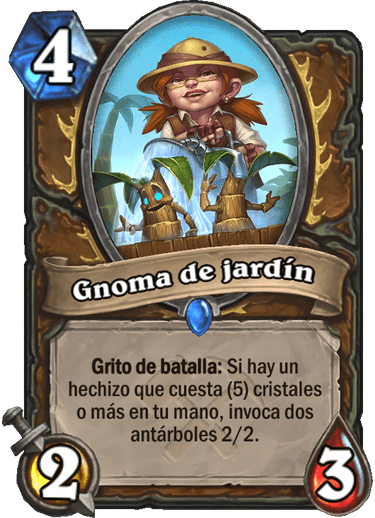 4
Gnoma de jardín
Grito de batalla: Si hay un
hechizo que cuesta (5) cristales
o más en tu mano, invoca dos
antárboles 2/2.
2
3